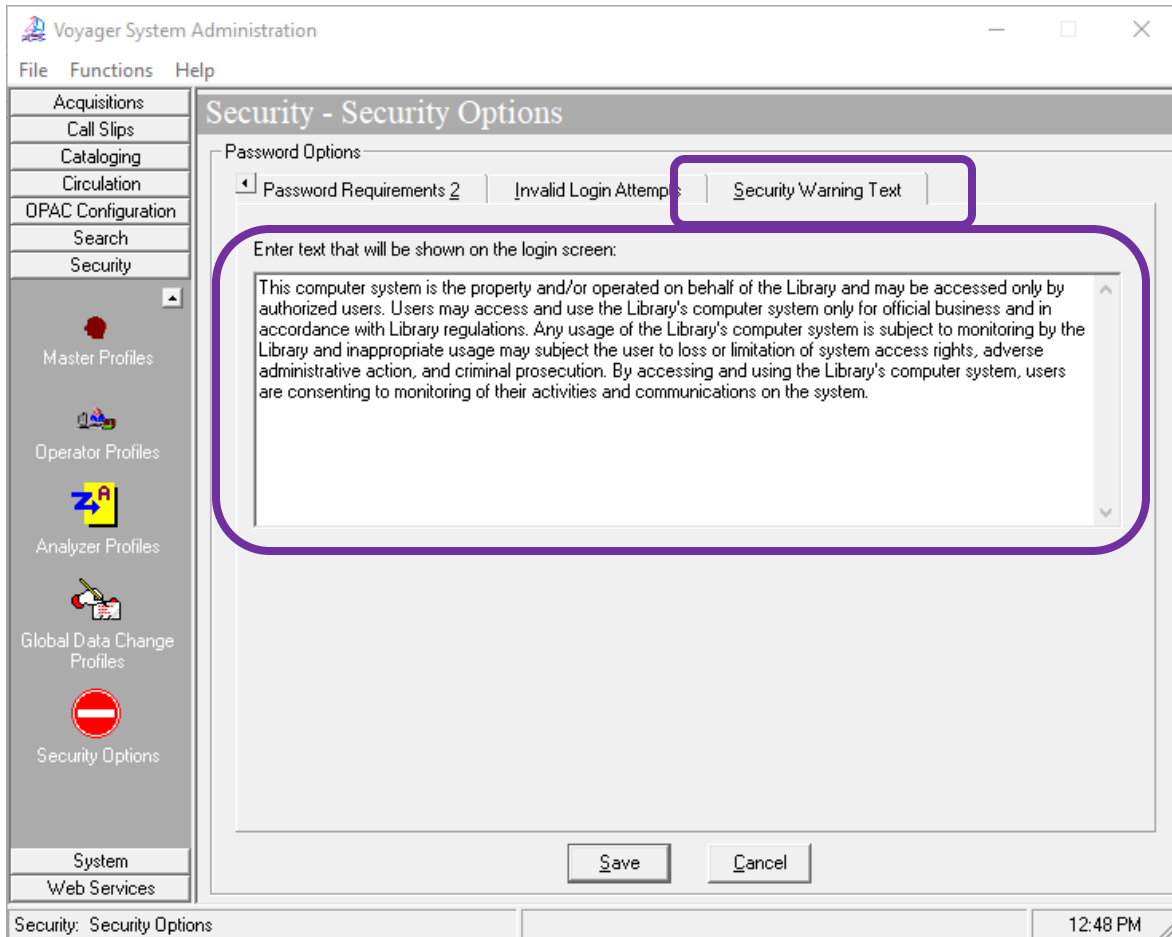 Voyager System Administration
File Functions Help
Acquisitions
Call Slips
Cataloging
Circulation
OPAC Configuration
Search
Security
Master Profiles
Operator Profiles
Analyzer Profiles
Global Data Change
Profiles
Security Options
System
Web Services
Security - Security Options
Password Options
Password Requirements 2
Invalid Login Attempts
Security Warning Text
Enter text that will be shown on the login screen:
This computer system is the property and/or operated on behalf of the Library and may be accessed only by
authorized users. Users may access and use the Library's computer system only for official business and in
accordance with Library regulations. Any usage of the Library's computer system is subject to monitoring by the
Library and inappropriate usage may subject the user to loss or limitation of system access rights, adverse
administrative action, and criminal prosecution. By accessing and using the Library's computer system, users
are consenting to monitoring of their activities and communications on the system.
Save
Cancel
Security: Security Options
12:48 PM